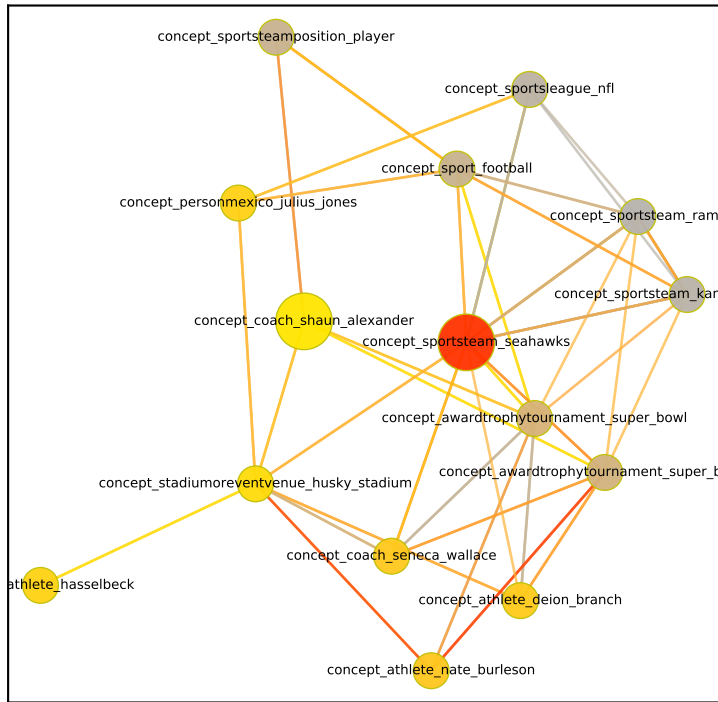 concept_sportsteamposition_player
concept_sportsleague_nfl
concept_sport_football
concept_personmexico_julius_jones
concept_sportsteam_ram
concept_sportsteam_kar
concept_coach_shaun_alexander
concept_sportsteam_seahawks
concept_awardtrophytournament_super_bowl
concept_awardtrophytournament_super_b
concept_stadiumoreventvenue_husky_stadium
concept_coach_seneca_wallace
athlete_hasselbeck
concept_athlete_deion_branch
concept_athlete_nate_burleson